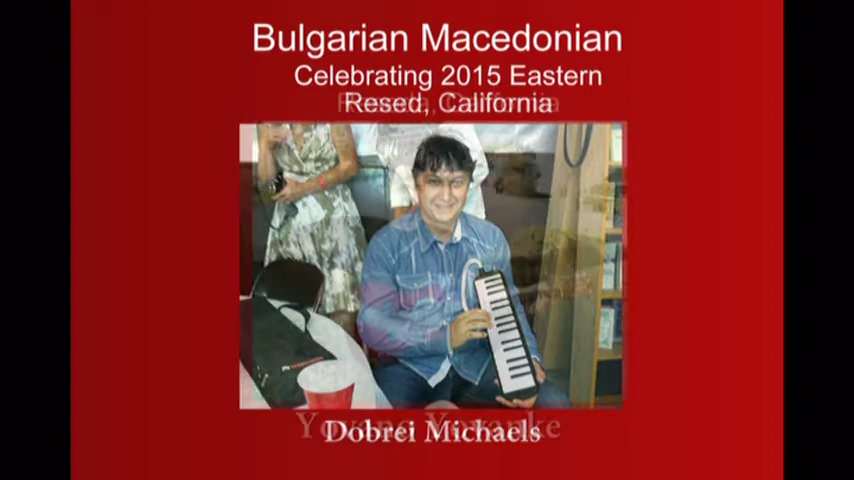 Bulgarian Macedonian
Celebrating 2015 Eastern
Resed, California
Dobrei Michaels